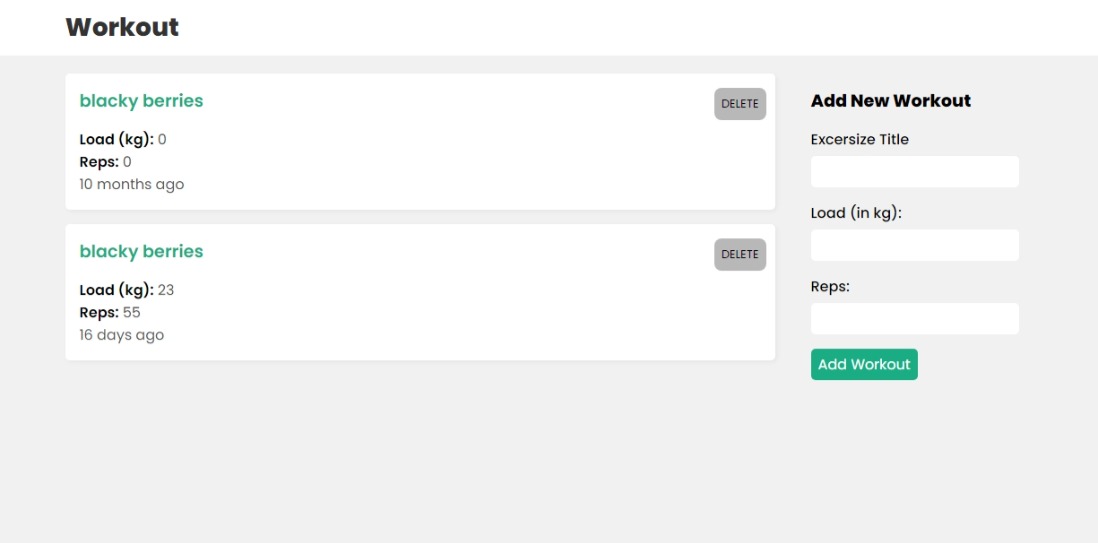 Workout
blacky berries
DELETE
Load (kg): 0
Reps: 0
10 months ago
blacky berries
DELETE
Load (kg): 23
Reps: 55
16 days ago
Add New Workout
Excersize Title
Load (in kg):
Reps:
Add Workout